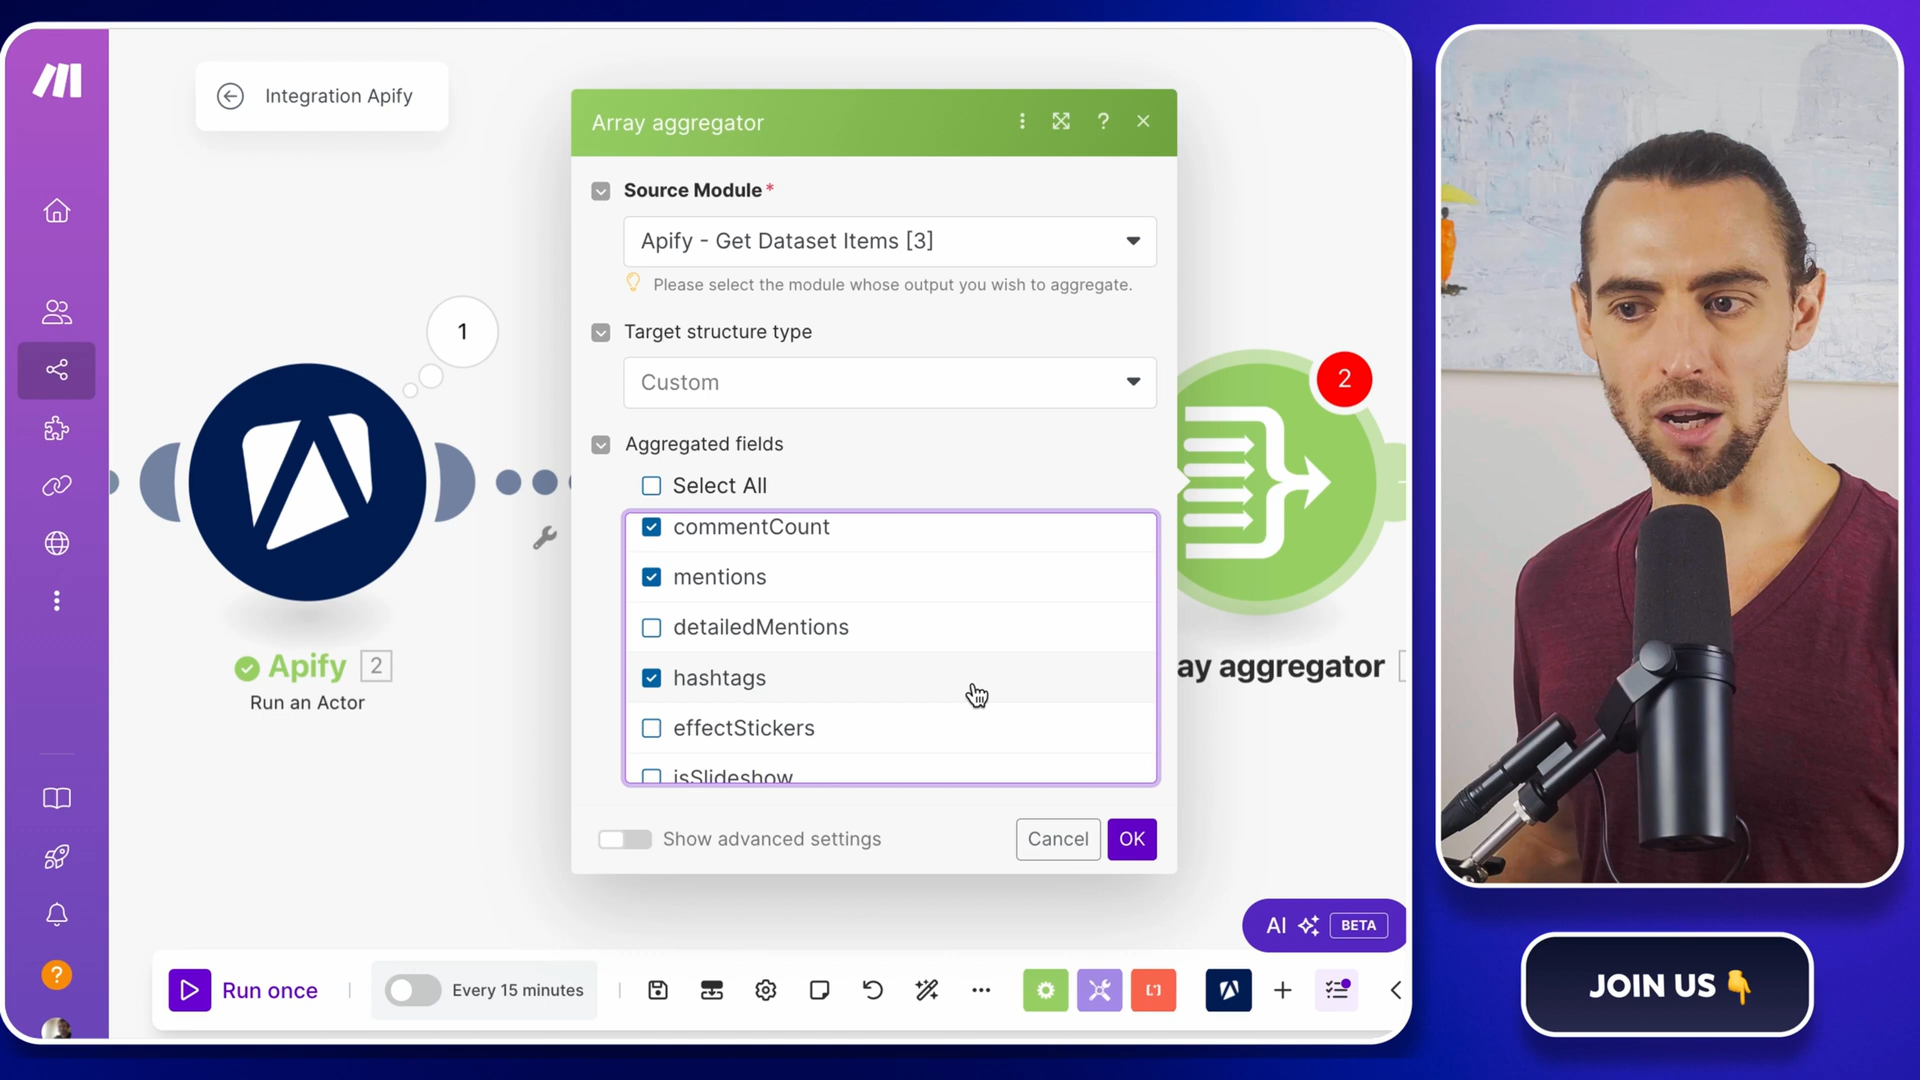 Integration Apify
Array aggregator
?
Source Module*
Apify - Get Dataset Items [3]
Please select the module whose output you wish to aggregate.
Target structure type
Custom
Aggregated fields
Select All
commentCount
mentions
detailedMentions
hashtags
effectStickers
isSlideshow
Show advanced settings
Cancel
OK
1
Apify 2
Run an Actor
2
ay aggregator
AI BETA
?
Run once
Every 15 minutes
JOIN US